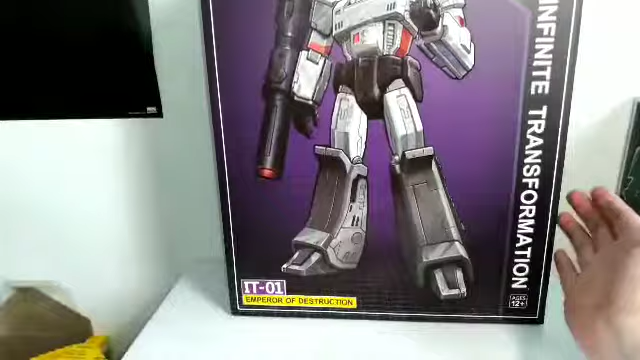 INFINITE TRANSFORMATION
IT-01
EMPEROR OF DESTRUCTION
AGES
12+